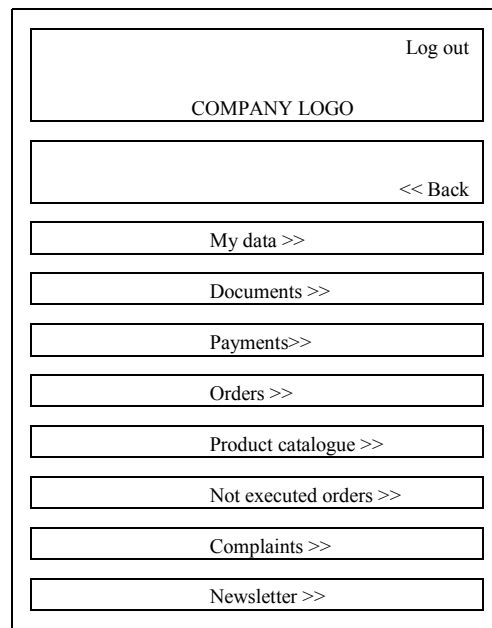 Log out
COMPANY LOGO
<< Back
My data >>
Documents >>
Payments>>
Orders >>
Product catalogue >>
Not executed orders >>
Complaints >>
Newsletter >>